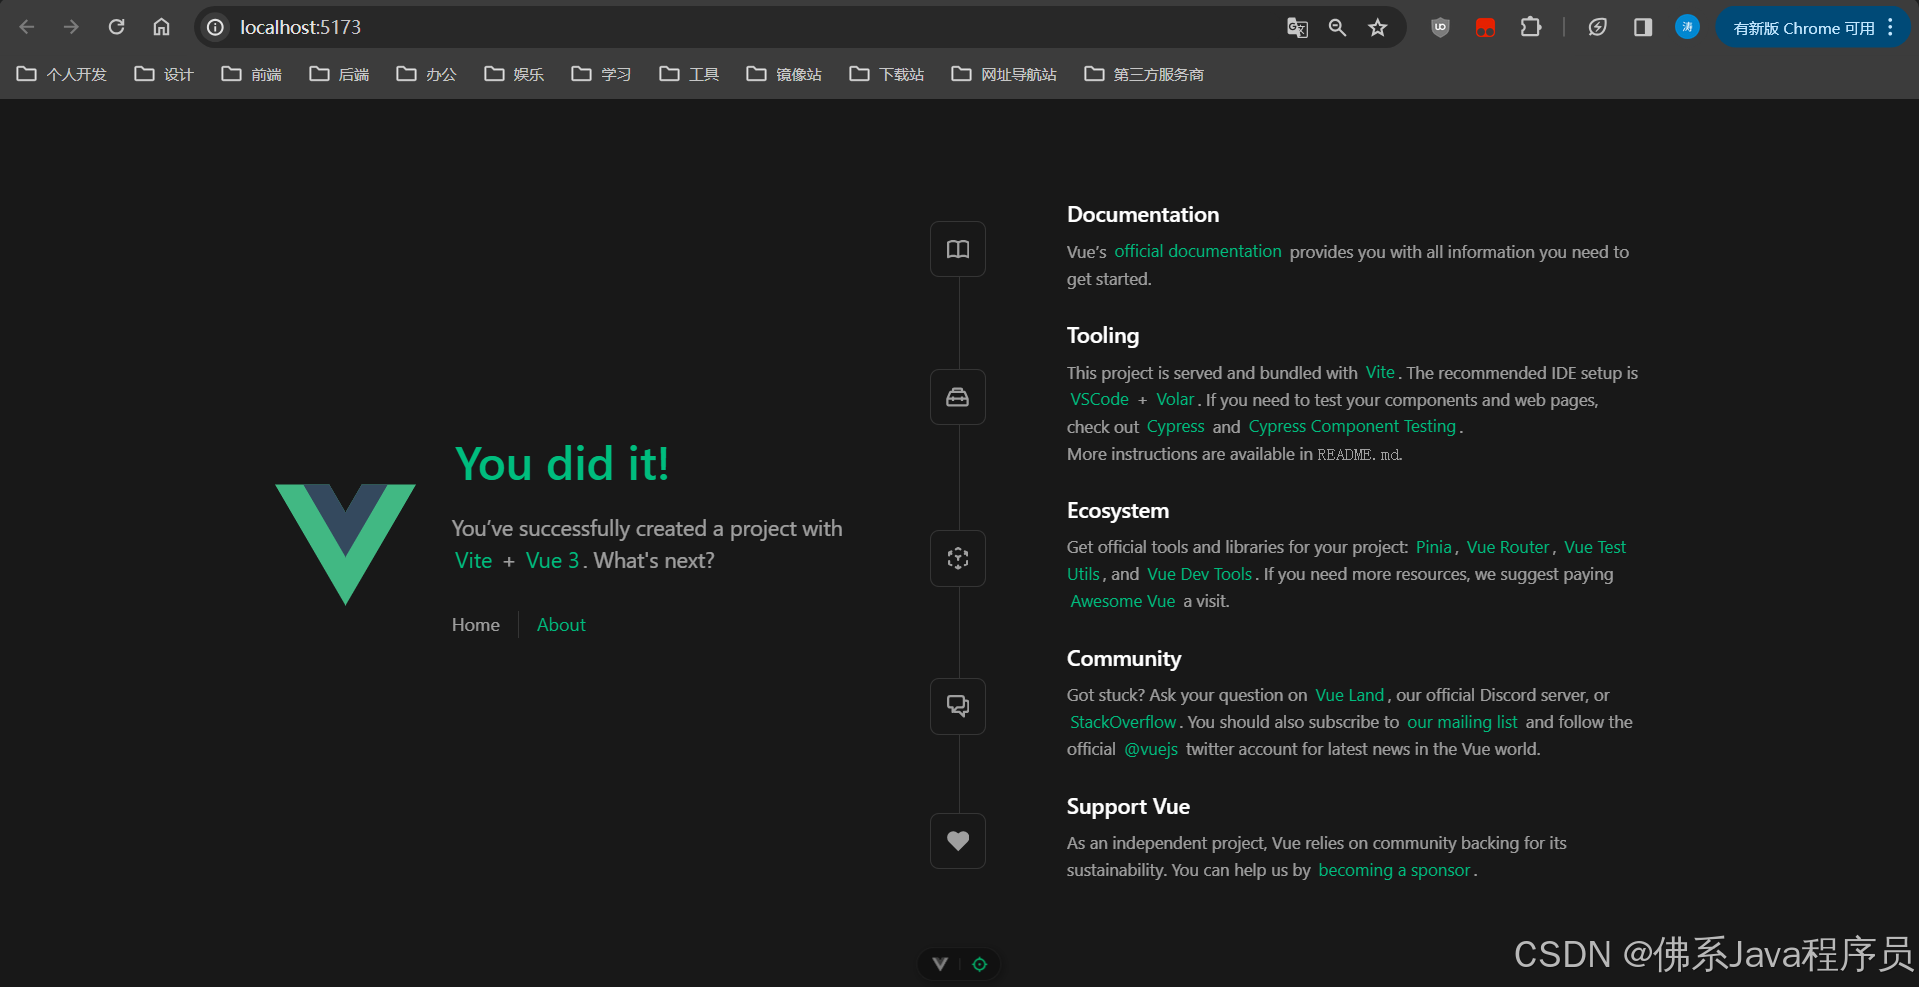 localhost:5173
有新版 Chrome 可用
个人开发 设计 前端 后端 办公 娱乐 学习 工具 镜像站 下载站 网址导航站 第三方服务商
You did it!
You’ve successfully created a project with
Vite + Vue 3. What's next?
Home About
Documentation
Vue’s official documentation provides you with all information you need to
get started.
Tooling
This project is served and bundled with Vite. The recommended IDE setup is
VSCode + Volar. If you need to test your components and web pages,
check out Cypress and Cypress Component Testing.
More instructions are available in README.md.
Ecosystem
Get official tools and libraries for your project: Pinia, Vue Router, Vue Test
Utils, and Vue Dev Tools. If you need more resources, we suggest paying
Awesome Vue a visit.
Community
Got stuck? Ask your question on Vue Land, our official Discord server, or
StackOverflow. You should also subscribe to our mailing list and follow the
official @vuejs twitter account for latest news in the Vue world.
Support Vue
As an independent project, Vue relies on community backing for its
sustainability. You can help us by becoming a sponsor.
CSDN @佛系Java程序员